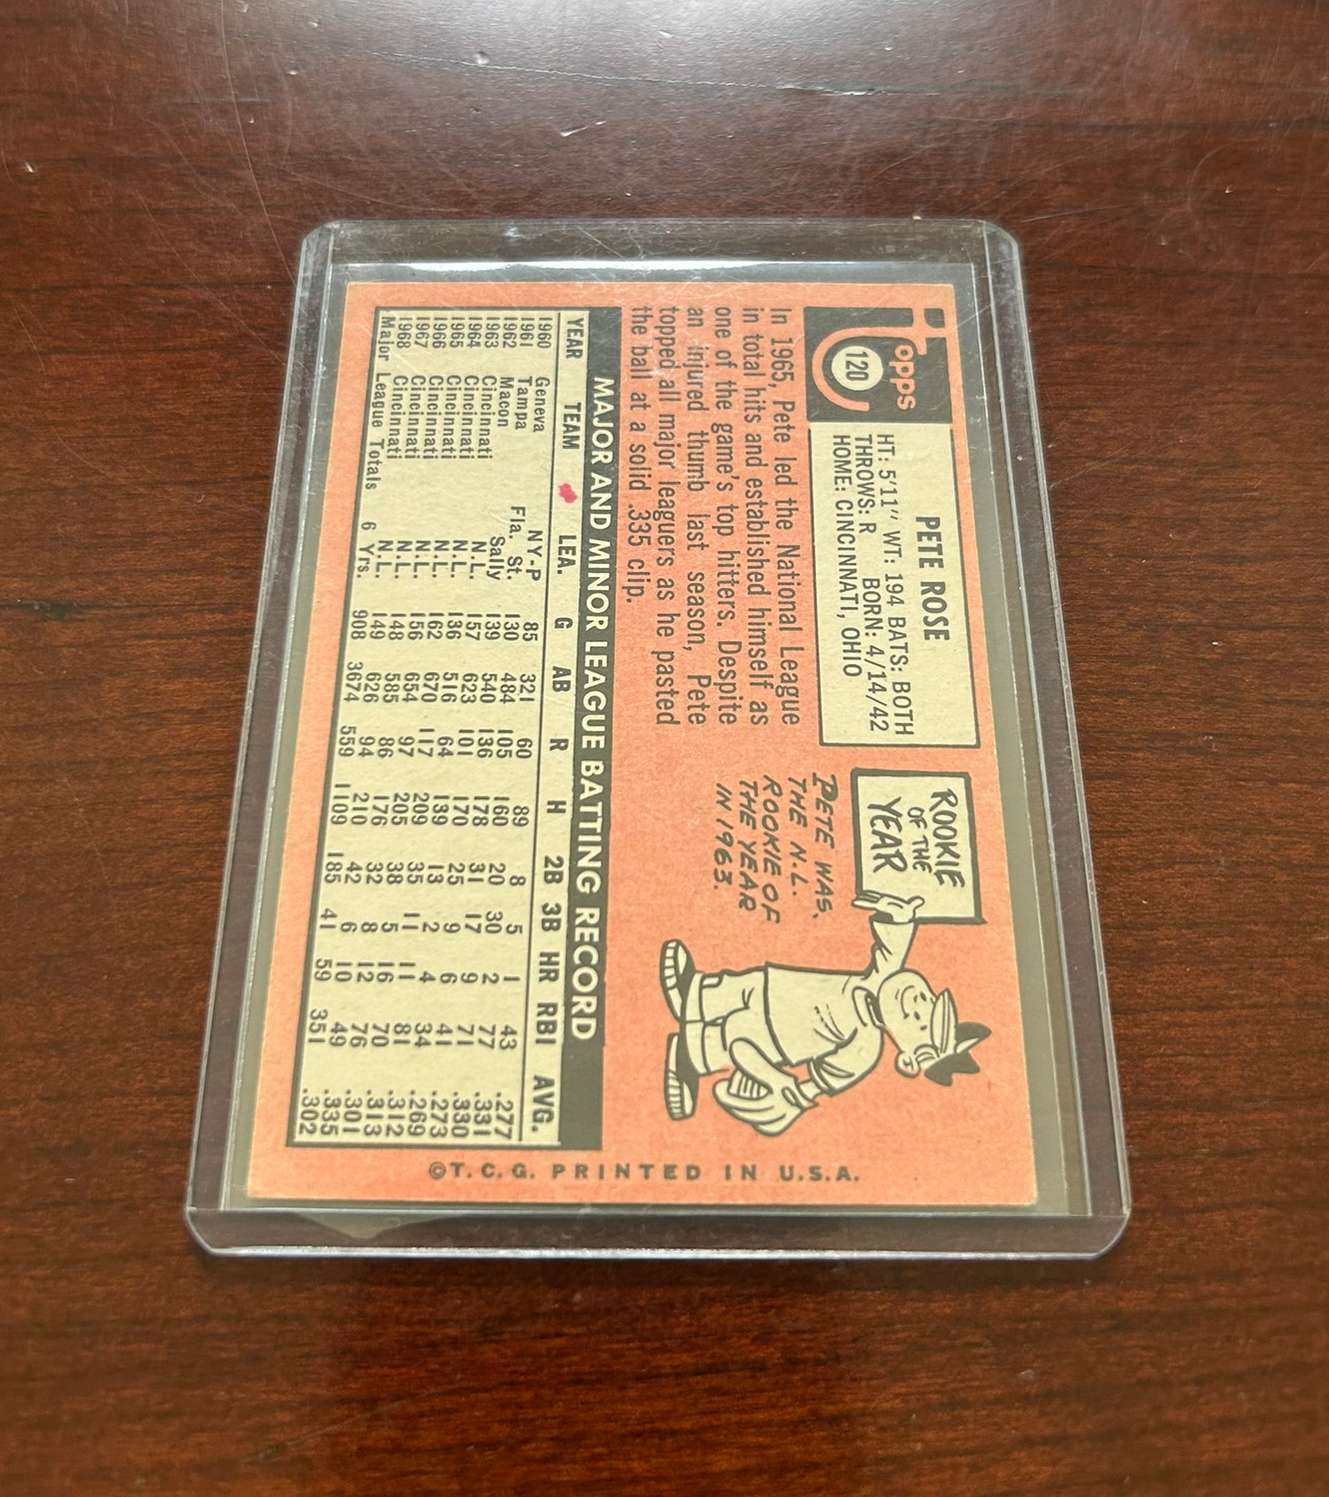 Topps
120
PETE ROSE
HT: 5'11" WT: 194 BATS: BOTH
THROWS: R BORN: 4/14/42
HOME: CINCINNATI, OHIO
In 1965, Pete led the National League
in total hits and established himself as
one of the game's top hitters. Despite
an injured thumb last season, Pete
topped all major leaguers as he pasted
the ball at a solid .335 clip.
ROOKIE
OF THE
YEAR
PETE WAS
THE N.L.
ROOKIE OF
THE YEAR
IN 1963.
MAJOR AND MINOR LEAGUE BATTING RECORD
YEAR TEAM LEA. G AB R H 2B 3B HR RBI AVG.
1960 Geneva NY-P 85 321 60 89 8 5 1 43 .277
1961 Tampa Fla. St. 130 484 105 160 20 30 2 77 .331
1962 Macon Sally 139 540 136 178 31 17 9 71 .330
1963 Cincinnati N.L. 157 623 101 170 25 9 6 41 .273
1964 Cincinnati N.L. 136 516 64 139 13 2 4 34 .269
1965 Cincinnati N.L. 162 670 117 209 35 11 11 81 .312
1966 Cincinnati N.L. 156 654 97 205 38 5 16 70 .313
1967 Cincinnati N.L. 148 585 86 176 32 8 12 76 .301
1968 Cincinnati N.L. 149 626 94 210 42 6 10 49 .335
Major League Totals 6 Yrs. 908 3674 559 1109 185 41 59 351 .302
©T.C.G. PRINTED IN U.S.A.